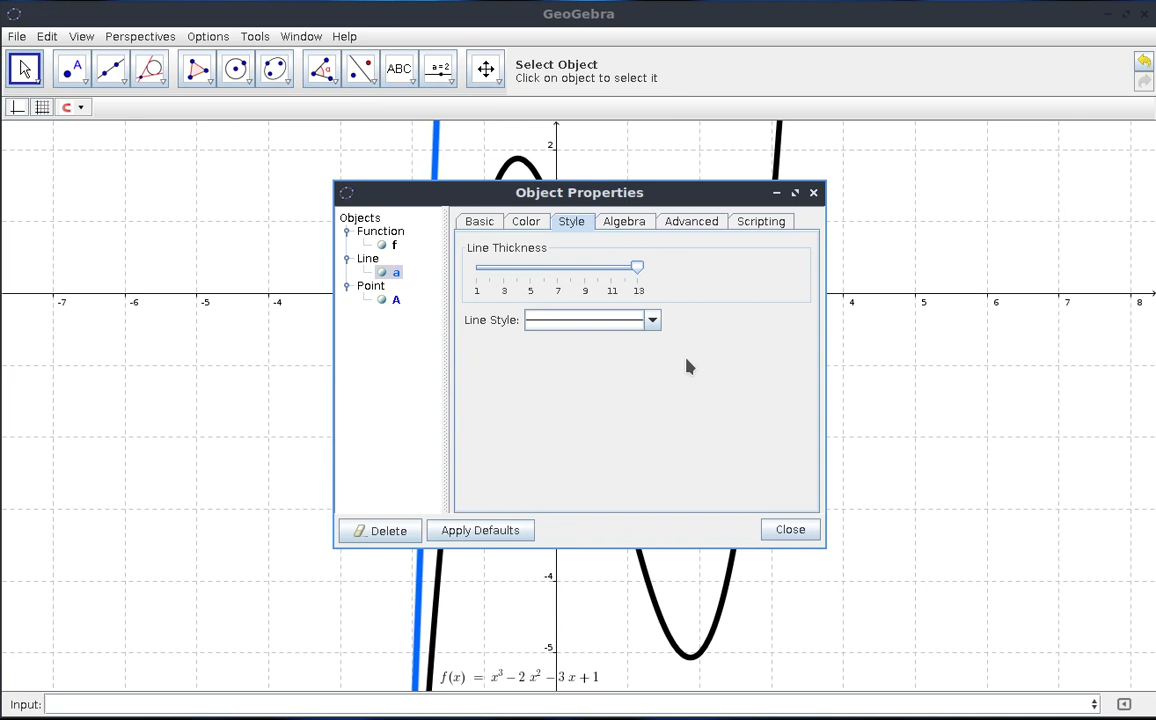 GeoGebra
File Edit View Perspectives Options Tools Window Help
A
α
ABC
a=2
Select Object
Click on object to select it
2
Object Properties
Objects
Function
f
Line
a
Point
A
Basic Color Style Algebra Advanced Scripting
Line Thickness
1 3 5 7 9 11 13
Line Style:
-7 -6 -5 -4 4 5 6 7 8
Delete Apply Defaults Close
-4
-5
f(x) = x³ − 2 x² − 3 x + 1
Input: